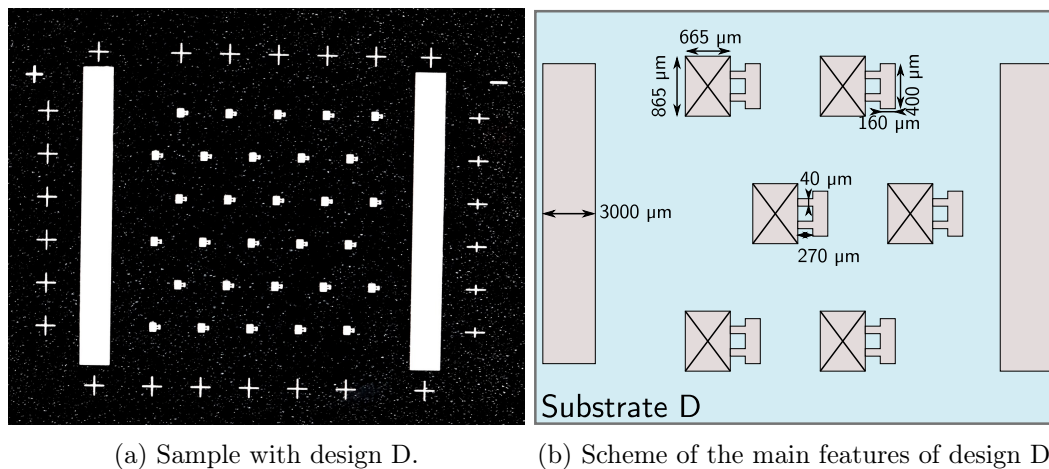 665 µm
865 µm
400 µm
160 µm
40 µm
3000 µm
270 µm
Substrate D
(a) Sample with design D.
(b) Scheme of the main features of design D